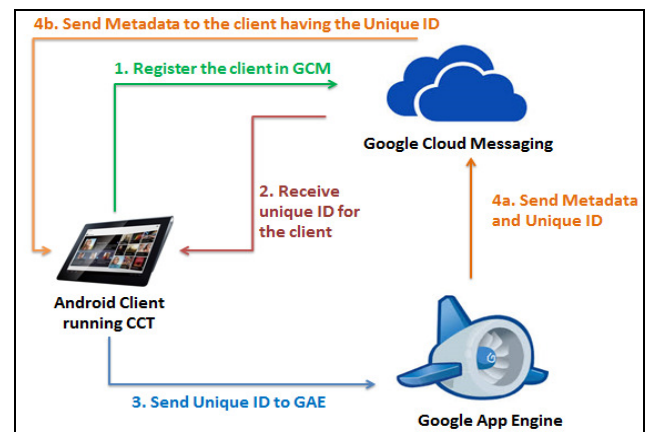 4b. Send Metadata to the client having the Unique ID
1. Register the client in GCM
Google Cloud Messaging
2. Receive
unique ID for
the client
4a. Send Metadata
and Unique ID
Android Client
running CCT
3. Send Unique ID to GAE
Google App Engine